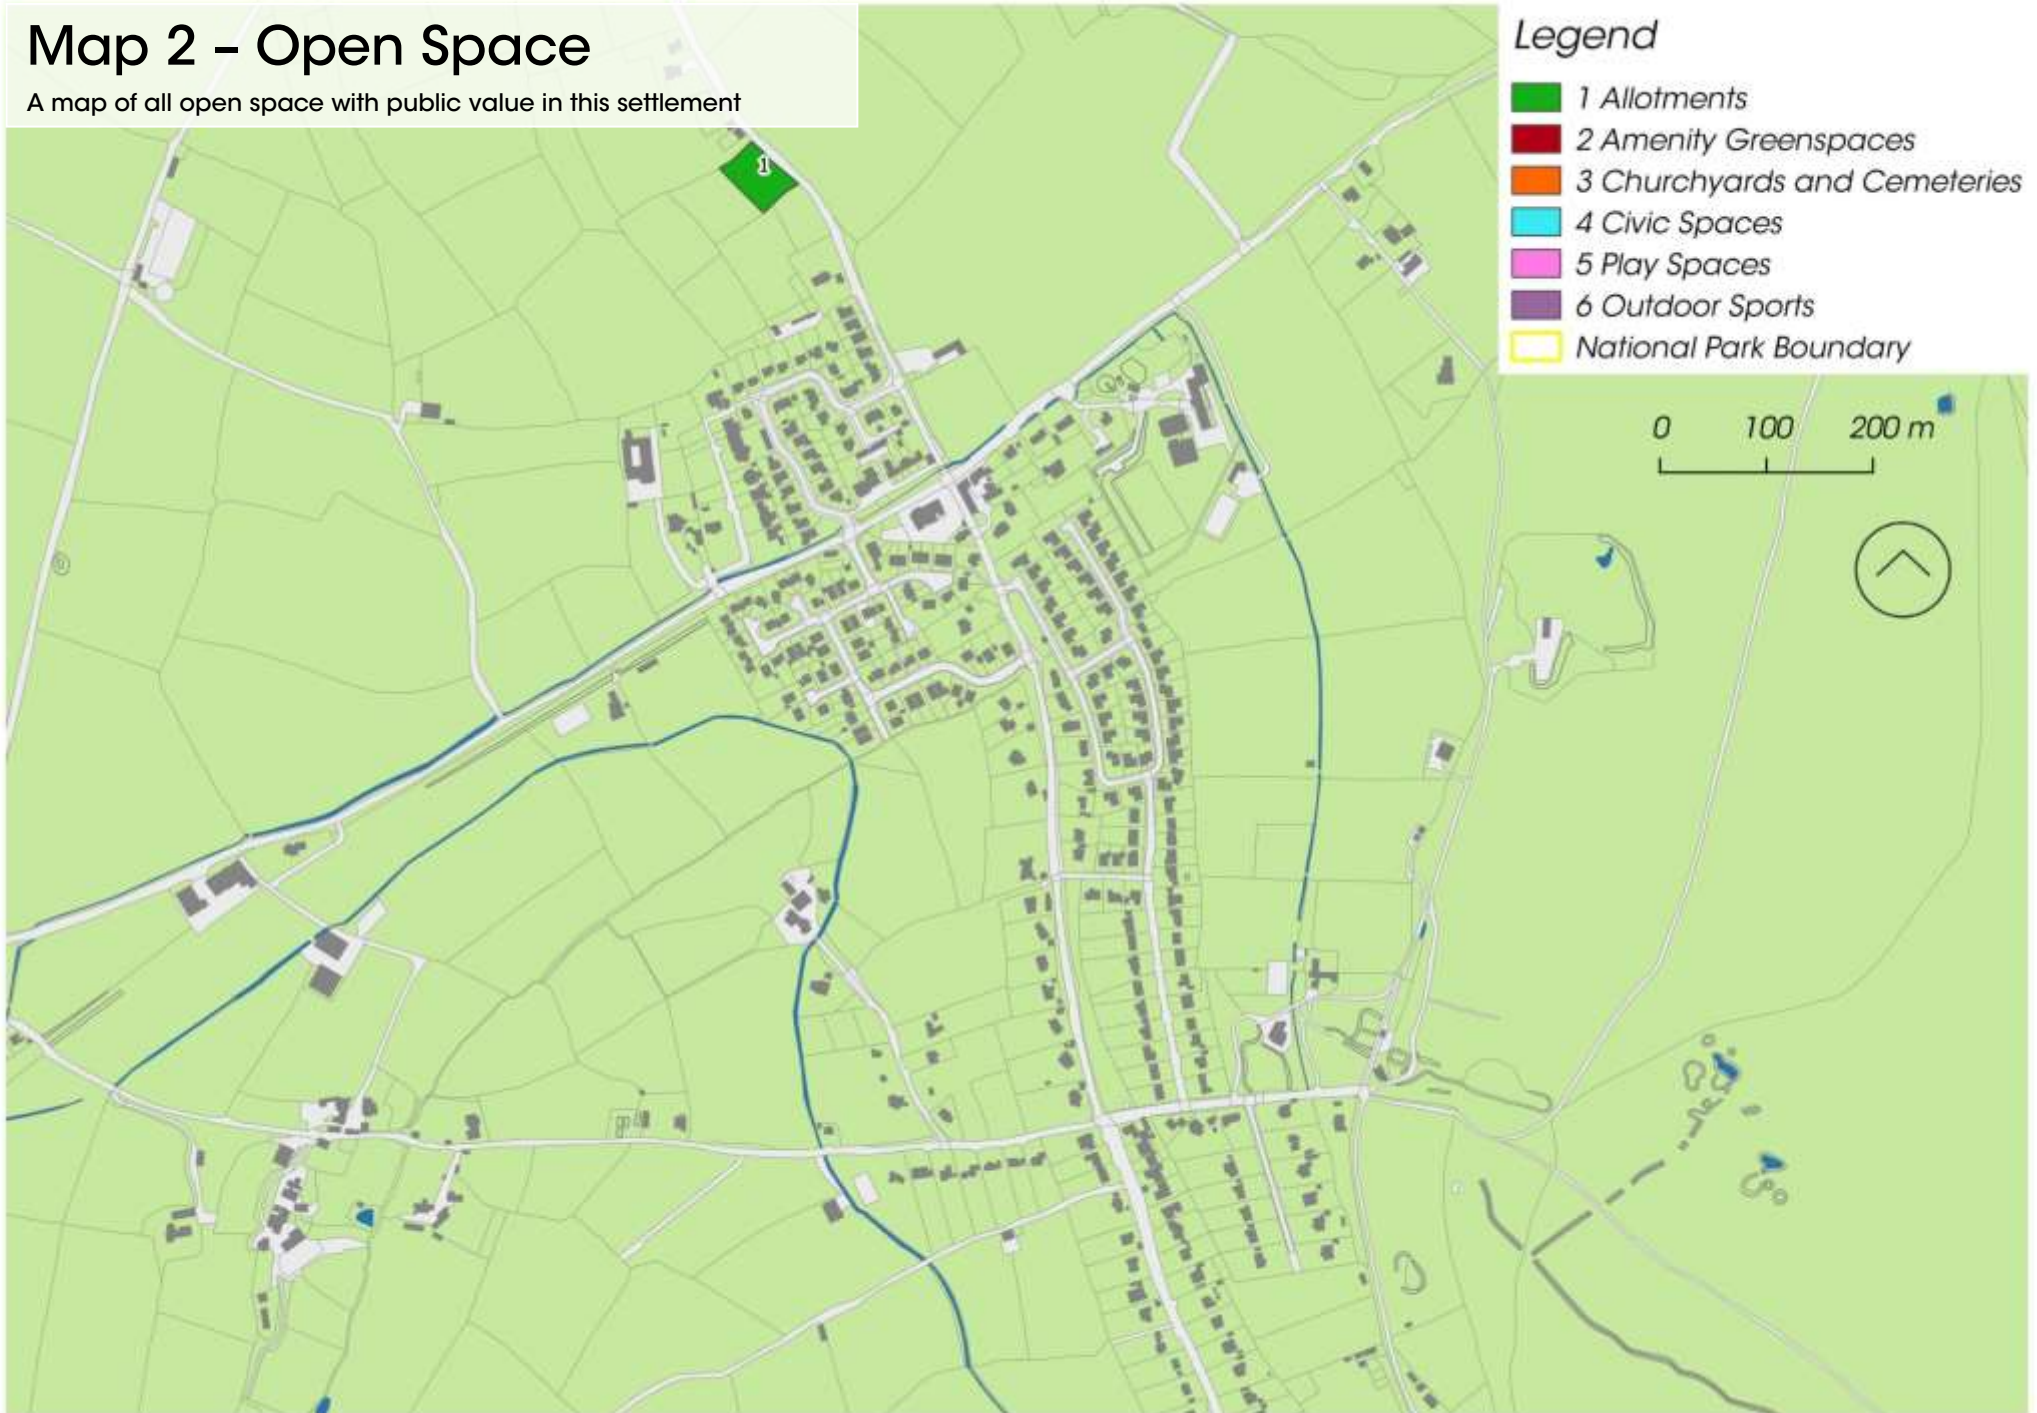 Map 2 – Open Space
A map of all open space with public value in this settlement
Legend
1 Allotments
2 Amenity Greenspaces
3 Churchyards and Cemeteries
4 Civic Spaces
5 Play Spaces
6 Outdoor Sports
National Park Boundary
0 100 200 m
1